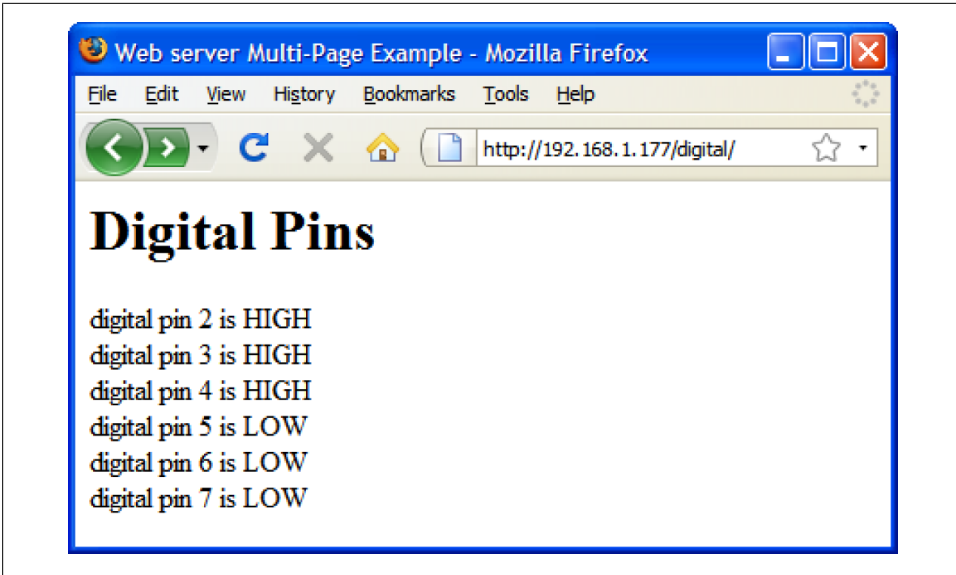 Web server Multi-Page Example - Mozilla Firefox
File Edit View History Bookmarks Tools Help
http://192.168.1.177/digital/
Digital Pins
digital pin 2 is HIGH
digital pin 3 is HIGH
digital pin 4 is HIGH
digital pin 5 is LOW
digital pin 6 is LOW
digital pin 7 is LOW